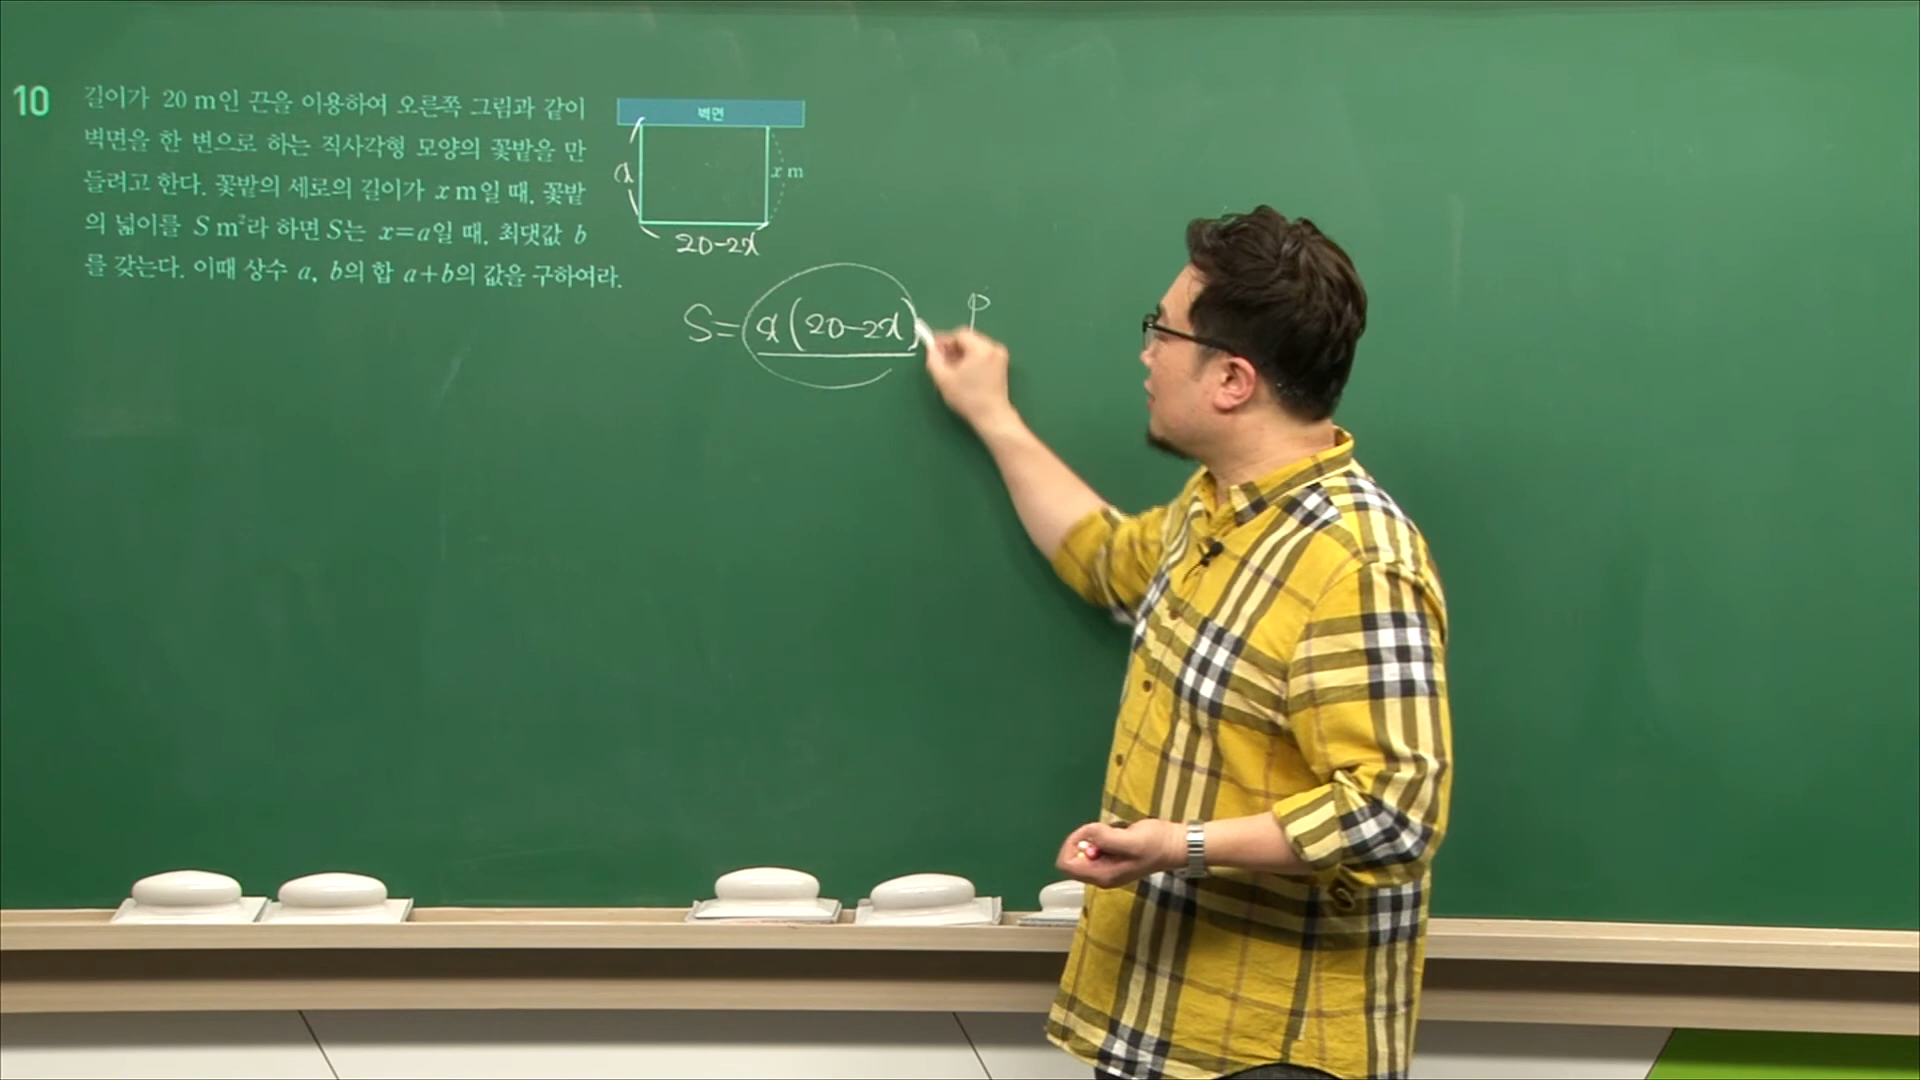 10
길이가 20 m인 끈을 이용하여 오른쪽 그림과 같이
벽면을 한 변으로 하는 직사각형 모양의 꽃밭을 만
들려고 한다. 꽃밭의 세로의 길이가 x m일 때, 꽃밭
의 넓이를 S m²라 하면 S는 x=a일 때, 최댓값 b
를 갖는다. 이때 상수 a, b의 합 a+b의 값을 구하여라.
벽면
x
x m
20-2x
S=x(20-2x)